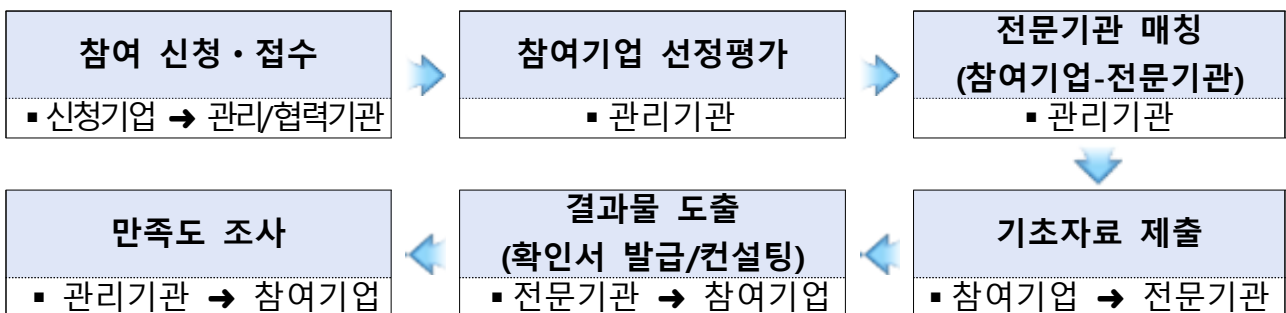 참여 신청・접수
▪ 신청기업 ➜ 관리/협력기관
참여기업 선정평가
▪ 관리기관
전문기관 매칭
(참여기업-전문기관)
▪ 관리기관
기초자료 제출
▪ 참여기업 ➜ 전문기관
결과물 도출
(확인서 발급/컨설팅)
▪ 전문기관 ➜ 참여기업
만족도 조사
▪ 관리기관 ➜ 참여기업